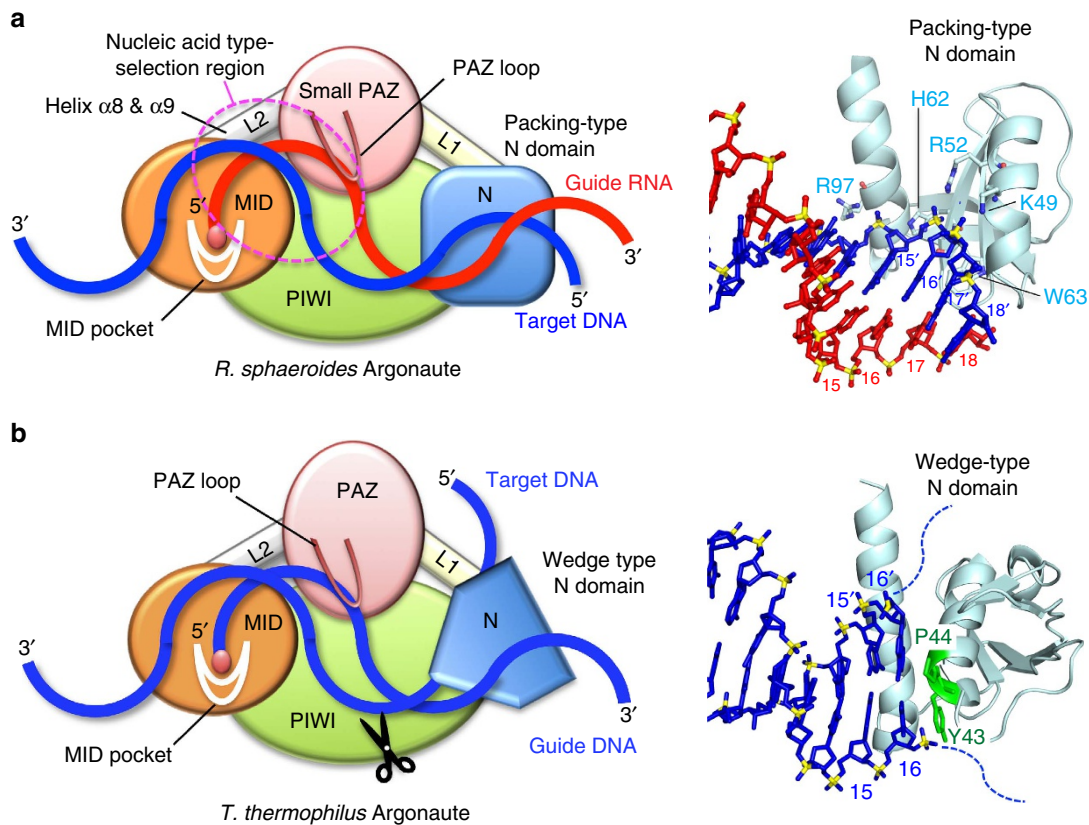 a
Nucleic acid type-
selection region
Helix α8 & α9
L2
Small PAZ
PAZ loop
L1
Packing-type
N domain
N
Guide RNA
5′
MID
3′
3′
PIWI
5′
MID pocket
Target DNA
R. sphaeroides Argonaute
Packing-type
N domain
H62
R52
R97
K49
15′
16′
17′
W63
18′
15
16
17
18
b
PAZ loop
PAZ
5′
Target DNA
L2
L1
Wedge type
N domain
N
5′
MID
3′
PIWI
3′
MID pocket
Guide DNA
T. thermophilus Argonaute
Wedge-type
N domain
16′
15′
P44
Y43
16
15